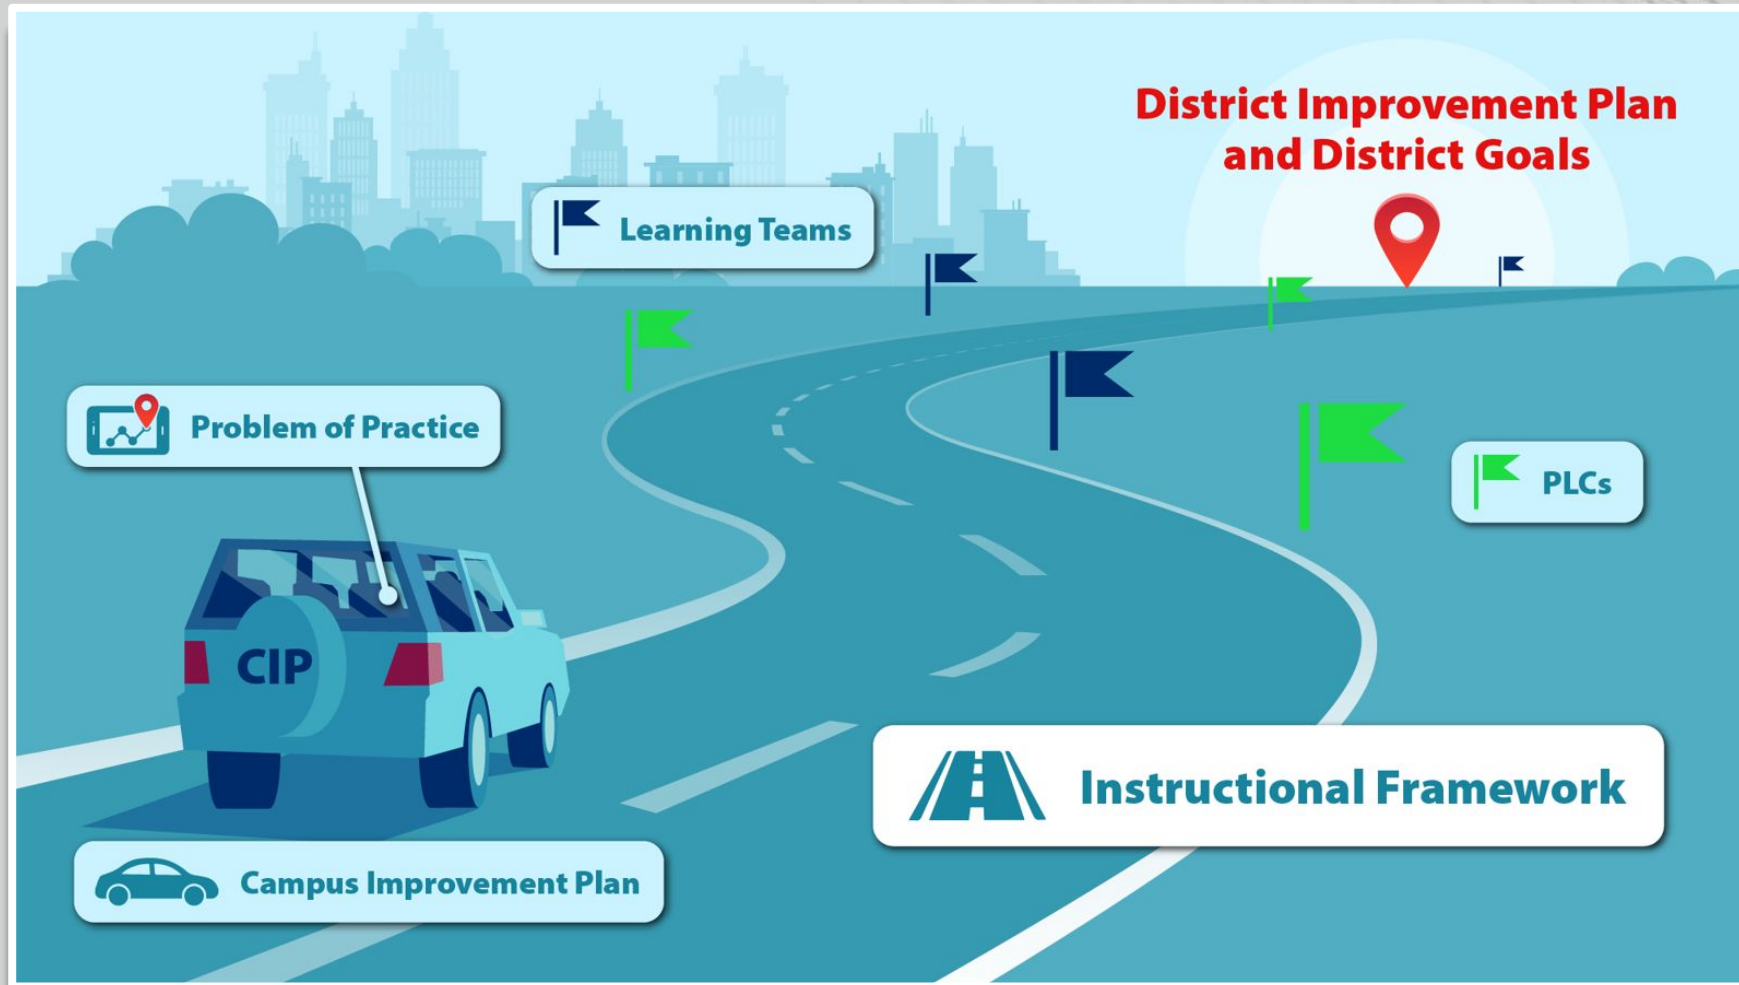 District Improvement Plan
and District Goals
Learning Teams
Problem of Practice
PLCs
CIP
Instructional Framework
Campus Improvement Plan